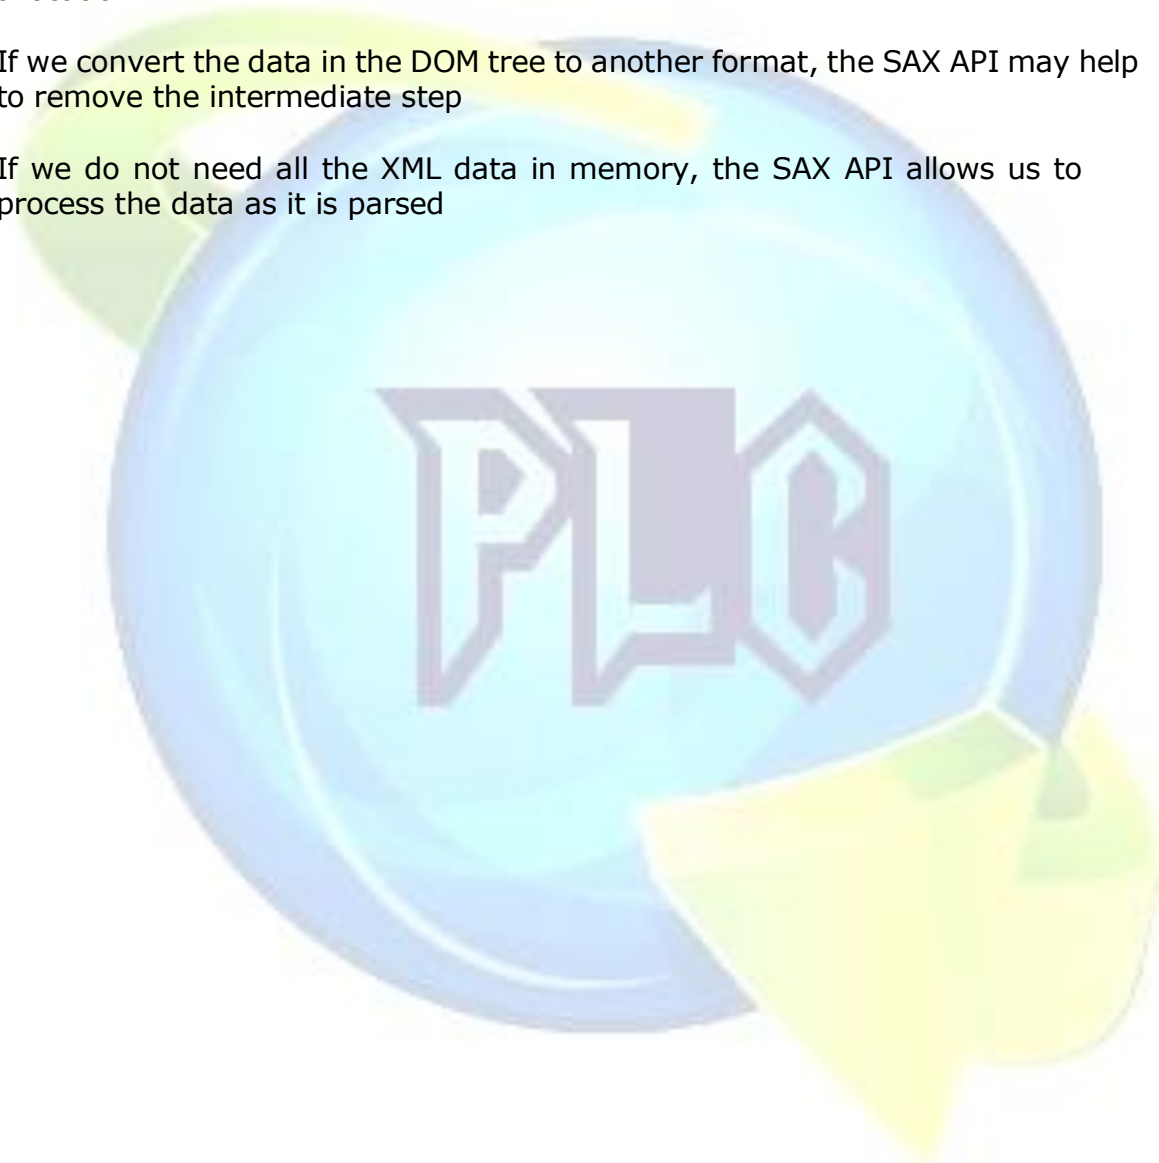 If we convert the data in the DOM tree to another format, the SAX API may help
to remove the intermediate step
If we do not need all the XML data in memory, the SAX API allows us to
process the data as it is parsed
PLC